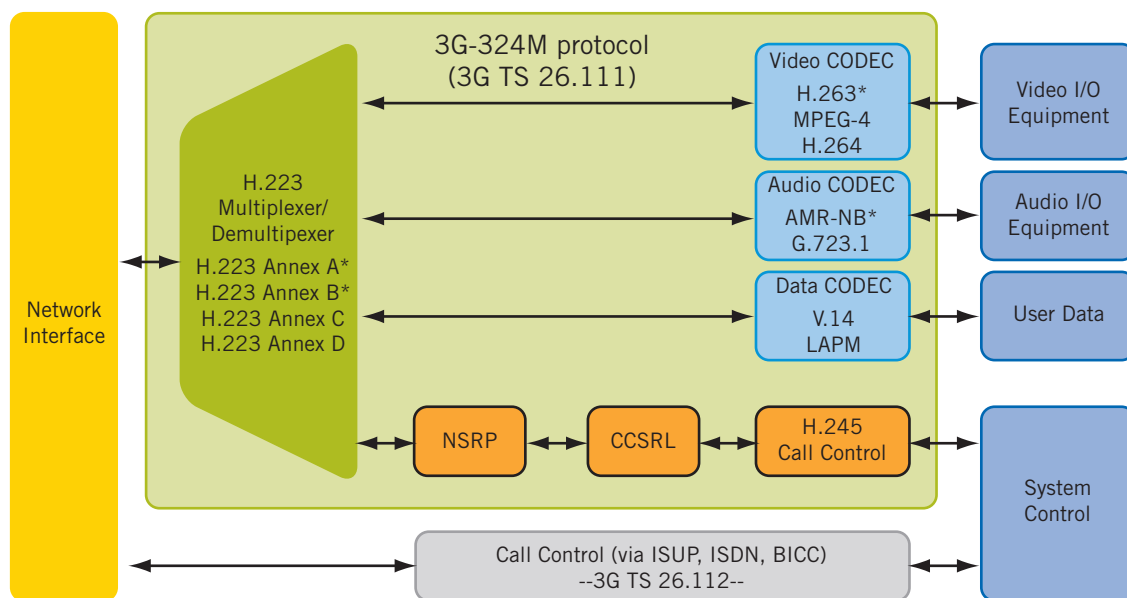 3G-324M protocol
(3G TS 26.111)
Network
Interface
H.223
Multiplexer/
Demultipexer
H.223 Annex A*
H.223 Annex B*
H.223 Annex C
H.223 Annex D
Video CODEC
H.263*
MPEG-4
H.264
Video I/O
Equipment
Audio CODEC
AMR-NB*
G.723.1
Audio I/O
Equipment
Data CODEC
V.14
LAPM
User Data
NSRP
CCSRL
H.245
Call Control
System
Control
Call Control (via ISUP, ISDN, BICC)
--3G TS 26.112--